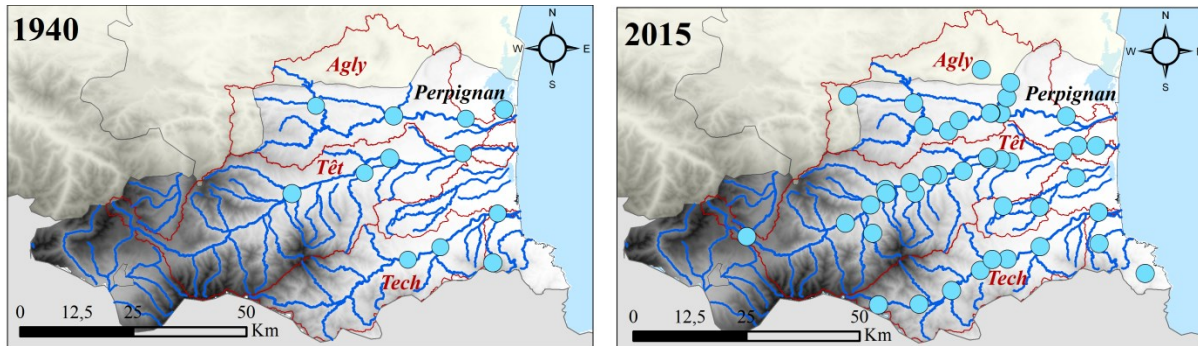 1940
N
W
E
S
Agly
Perpignan
Têt
Tech
0
12,5
25
50
Km
2015
N
W
S
Agly
Perpignan
Têt
Tech
0
12,5
25
50
Km